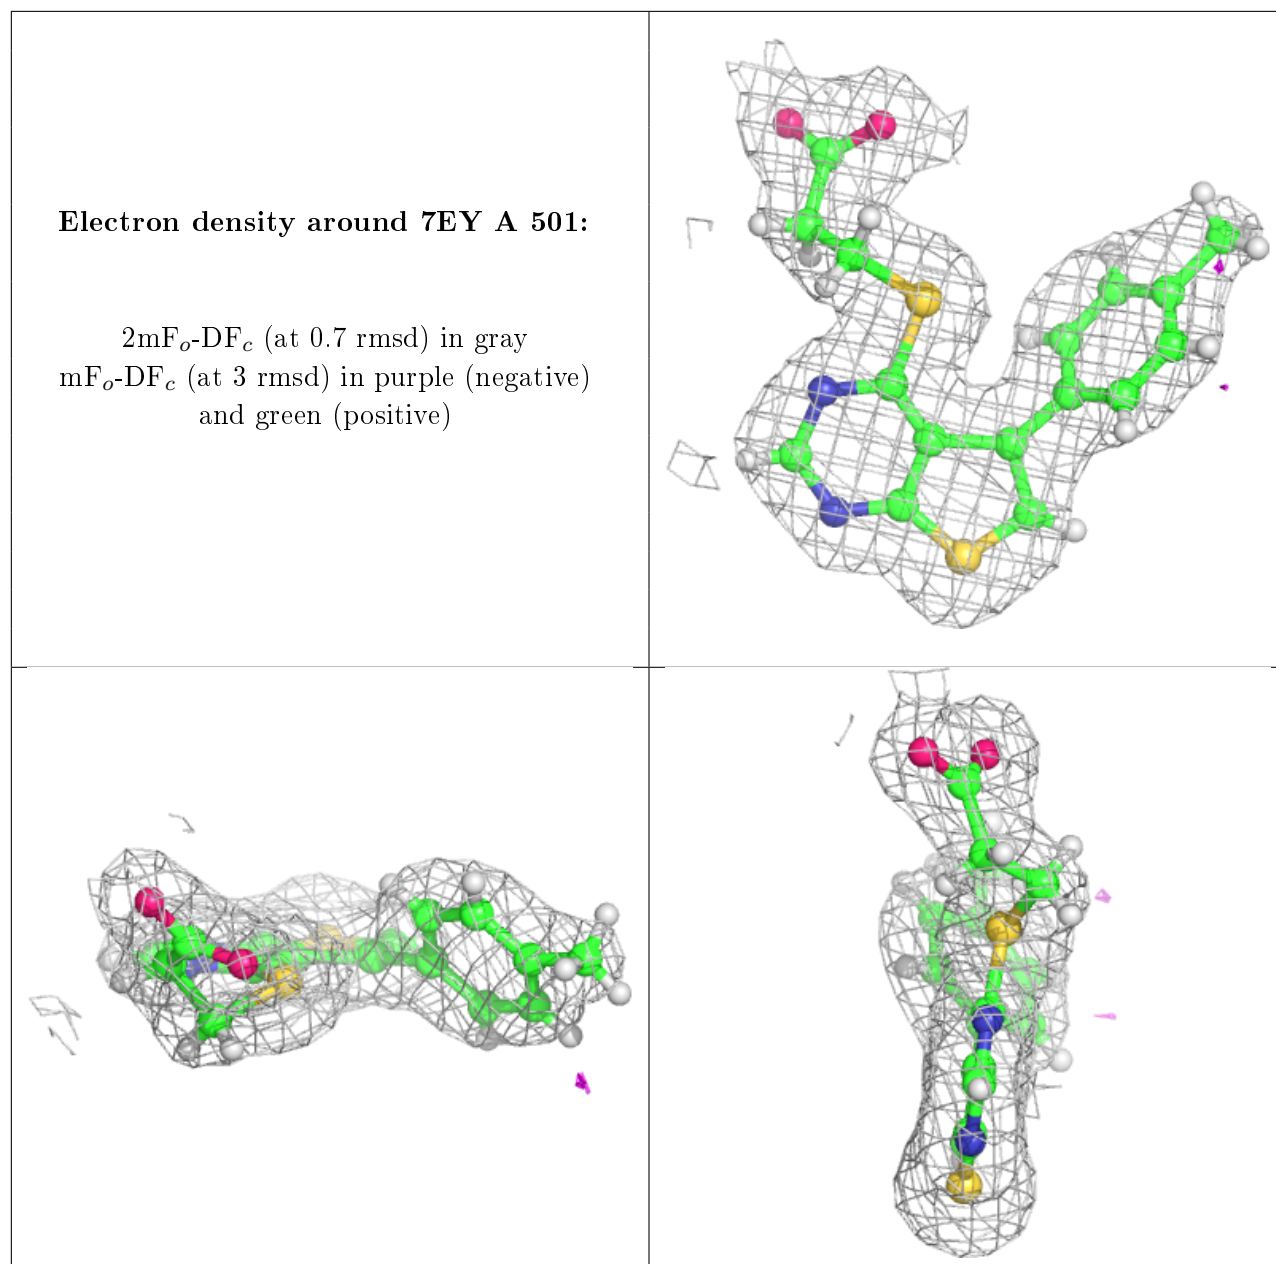 Electron density around 7EY A 501:
2mFo-DFc (at 0.7 rmsd) in gray
mFo-DFc (at 3 rmsd) in purple (negative)
and green (positive)